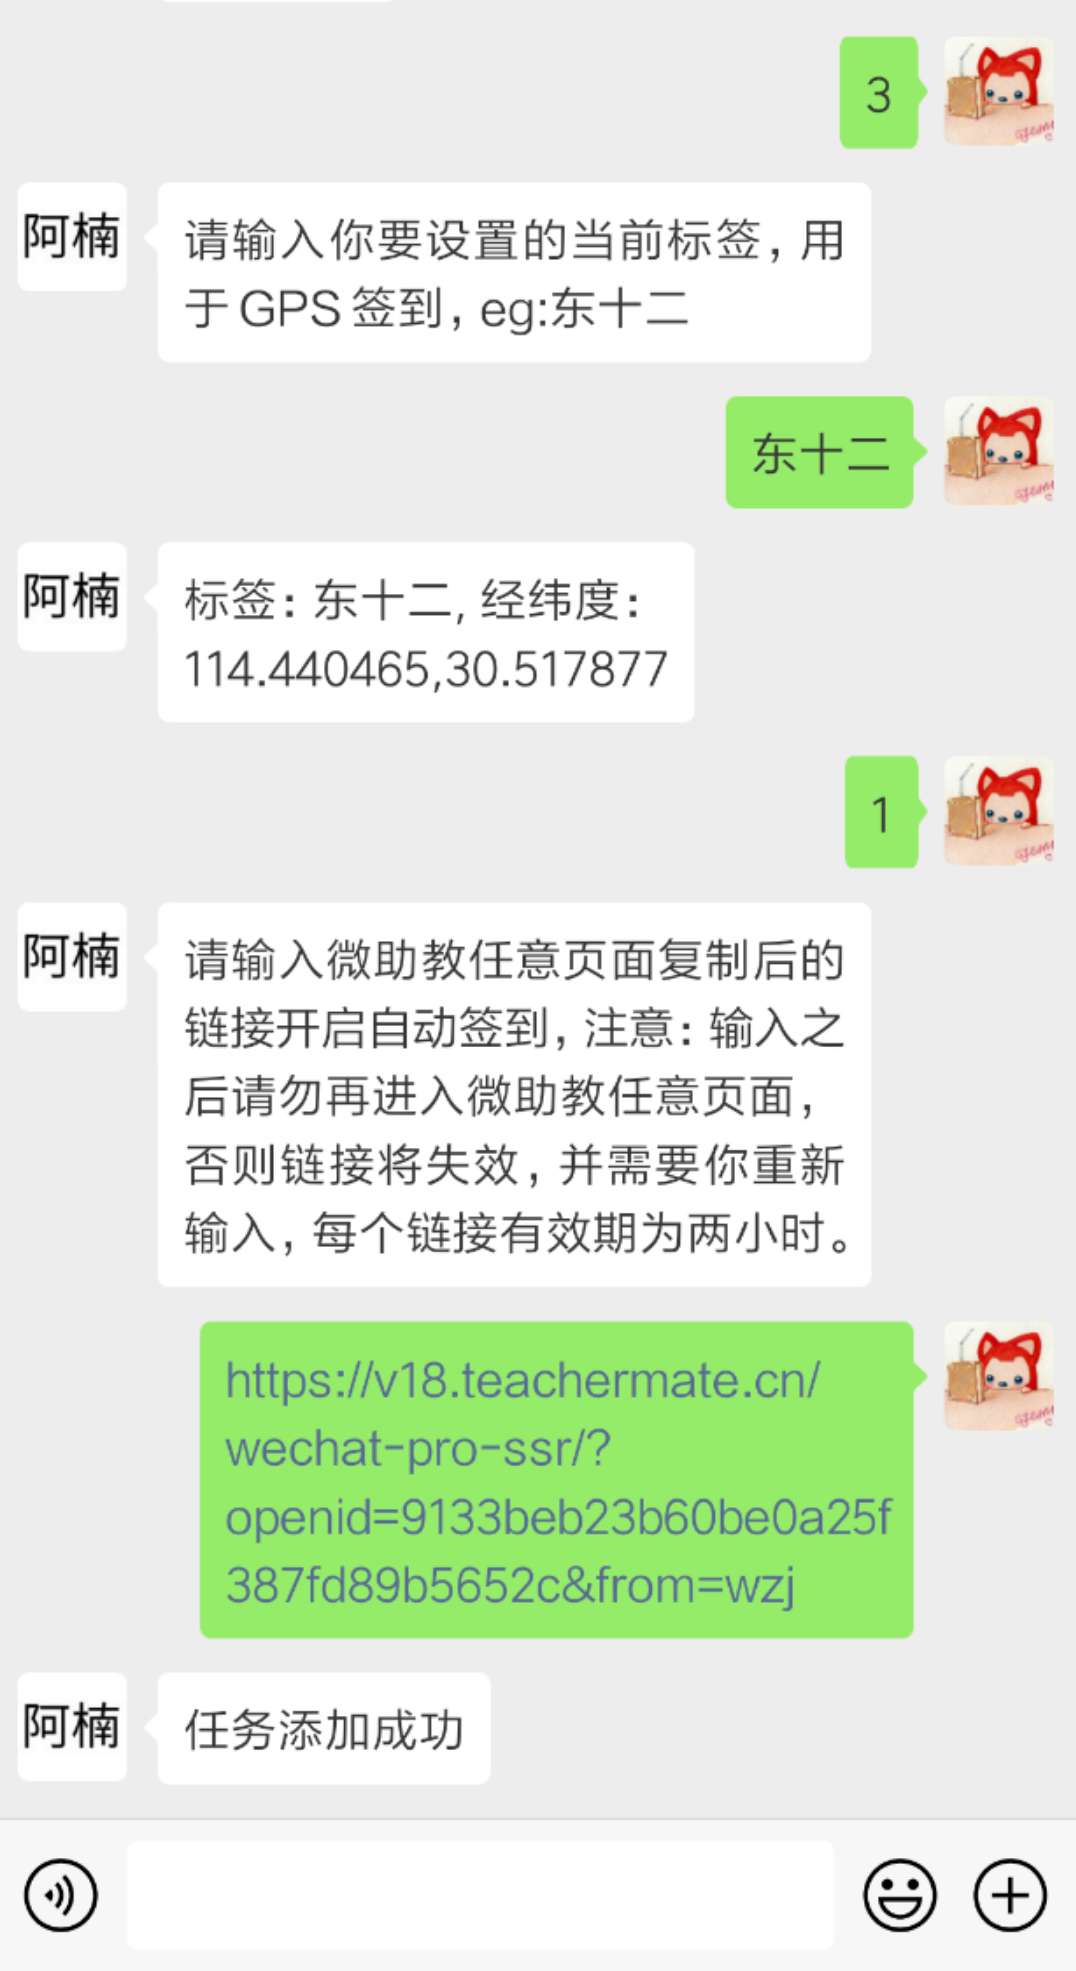 3
阿楠
请输入你要设置的当前标签，用
于GPS签到，eg:东十二
东十二
阿楠
标签：东十二, 经纬度：
114.440465,30.517877
1
阿楠
请输入微助教任意页面复制后的
链接开启自动签到，注意：输入之
后请勿再进入微助教任意页面，
否则链接将失效，并需要你重新
输入，每个链接有效期为两小时。
https://v18.teachermate.cn/
wechat-pro-ssr/?
openid=9133beb23b60be0a25f
387fd89b5652c&from=wzj
阿楠
任务添加成功